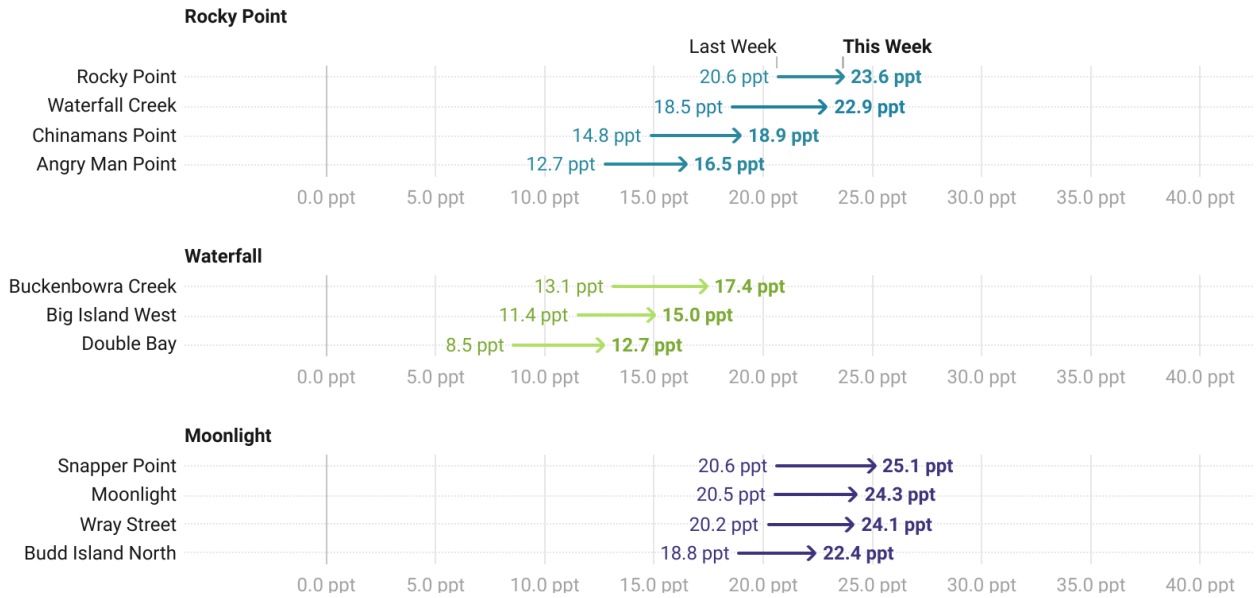 Rocky Point
Last Week This Week
Rocky Point 20.6 ppt 23.6 ppt
Waterfall Creek 18.5 ppt 22.9 ppt
Chinamans Point 14.8 ppt 18.9 ppt
Angry Man Point 12.7 ppt 16.5 ppt
0.0 ppt 5.0 ppt 10.0 ppt 15.0 ppt 20.0 ppt 25.0 ppt 30.0 ppt 35.0 ppt 40.0 ppt
Waterfall
Buckenbowra Creek 13.1 ppt 17.4 ppt
Big Island West 11.4 ppt 15.0 ppt
Double Bay 8.5 ppt 12.7 ppt
0.0 ppt 5.0 ppt 10.0 ppt 15.0 ppt 20.0 ppt 25.0 ppt 30.0 ppt 35.0 ppt 40.0 ppt
Moonlight
Snapper Point 20.6 ppt 25.1 ppt
Moonlight 20.5 ppt 24.3 ppt
Wray Street 20.2 ppt 24.1 ppt
Budd Island North 18.8 ppt 22.4 ppt
0.0 ppt 5.0 ppt 10.0 ppt 15.0 ppt 20.0 ppt 25.0 ppt 30.0 ppt 35.0 ppt 40.0 ppt